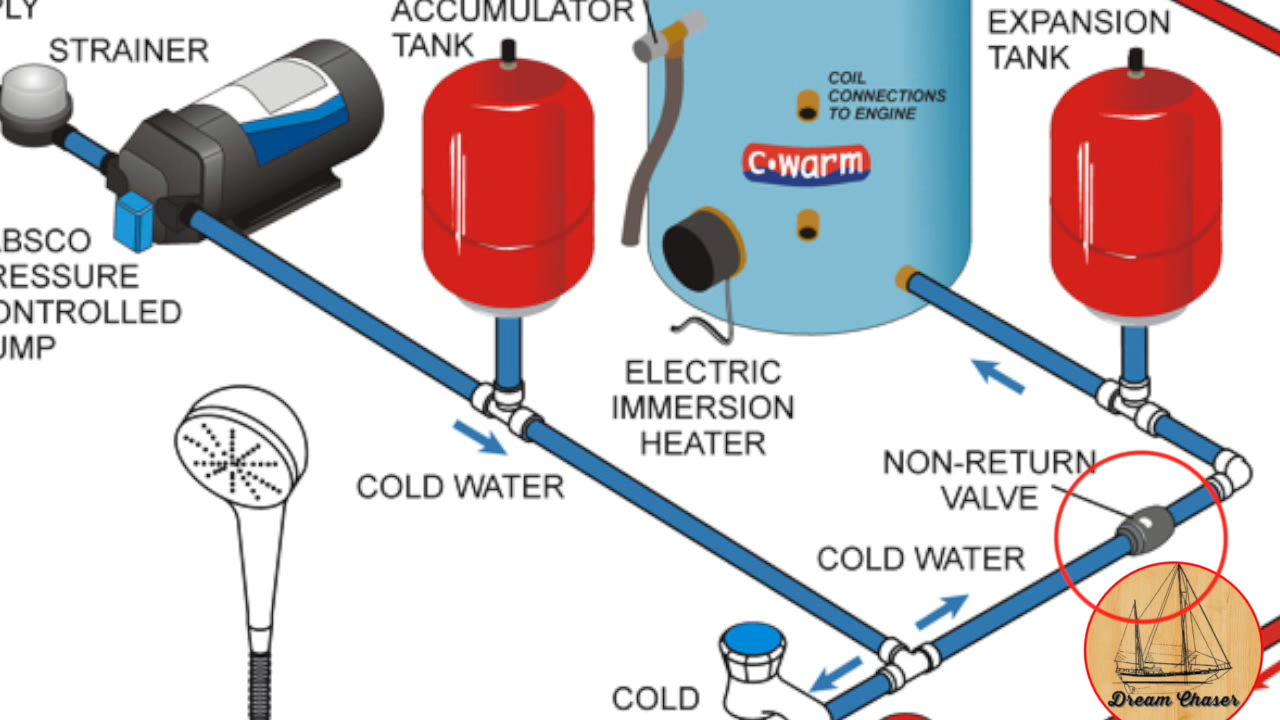 PLY
STRAINER
ACCUMULATOR
TANK
EXPANSION
TANK
COIL
CONNECTIONS
TO ENGINE
C·warm
ABSCO
RESSURE
ONTROLLED
UMP
ELECTRIC
IMMERSION
HEATER
COLD WATER
NON-RETURN
VALVE
COLD WATER
COLD
Dream Chaser